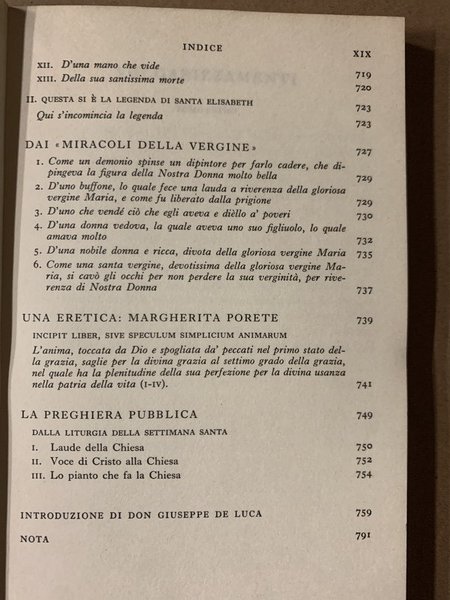 INDICE XIX
XII. D'una mano che vide 719
XIII. Della sua santissima morte 720
II. QUESTA SI È LA LEGENDA DI SANTA ELISABETH 723
Qui s'incomincia la legenda 723
DAI «MIRACOLI DELLA VERGINE» 727
1. Come un demonio spinse un dipintore per farlo cadere, che di-
pingeva la figura della Nostra Donna molto bella 729
2. D'uno buffone, lo quale fece una lauda a riverenza della gloriosa
vergine Maria, e come fu liberato dalla prigione 729
3. D'uno che vendé ciò che egli aveva e dièllo a' poveri 730
4. D'una donna vedova, la quale aveva uno suo figliuolo, lo quale
amava molto 732
5. D'una nobile donna e ricca, divota della gloriosa vergine Maria 735
6. Come una santa vergine, devotissima della gloriosa vergine Ma-
ria, si cavò gli occhi per non perdere la sua verginità, per rive-
renza di Nostra Donna 737
UNA ERETICA: MARGHERITA PORETE 739
INCIPIT LIBER, SIVE SPECULUM SIMPLICIUM ANIMARUM
L'anima, toccata da Dio e spogliata da' peccati nel primo stato del-
la grazia, saglie per la divina grazia al settimo grado della grazia,
nel quale ha la plenitudine della sua perfezione per la divina usanza
nella patria della vita (I-IV). 741
LA PREGHIERA PUBBLICA 749
DALLA LITURGIA DELLA SETTIMANA SANTA
I. Laude della Chiesa 750
II. Voce di Cristo alla Chiesa 752
III. Lo pianto che fa la Chiesa 754
INTRODUZIONE DI DON GIUSEPPE DE LUCA 759
NOTA 791